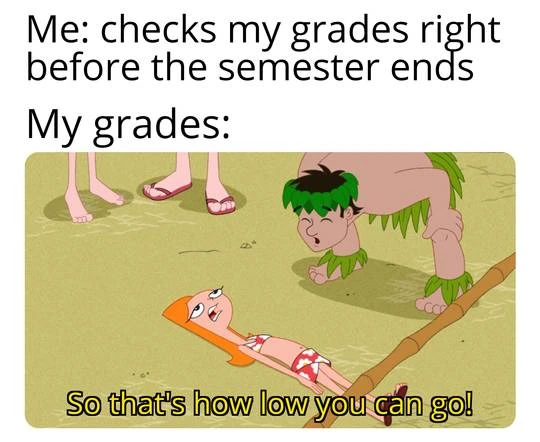 Me: checks my grades right
before the semester ends
My grades:
So that's how low you can go!